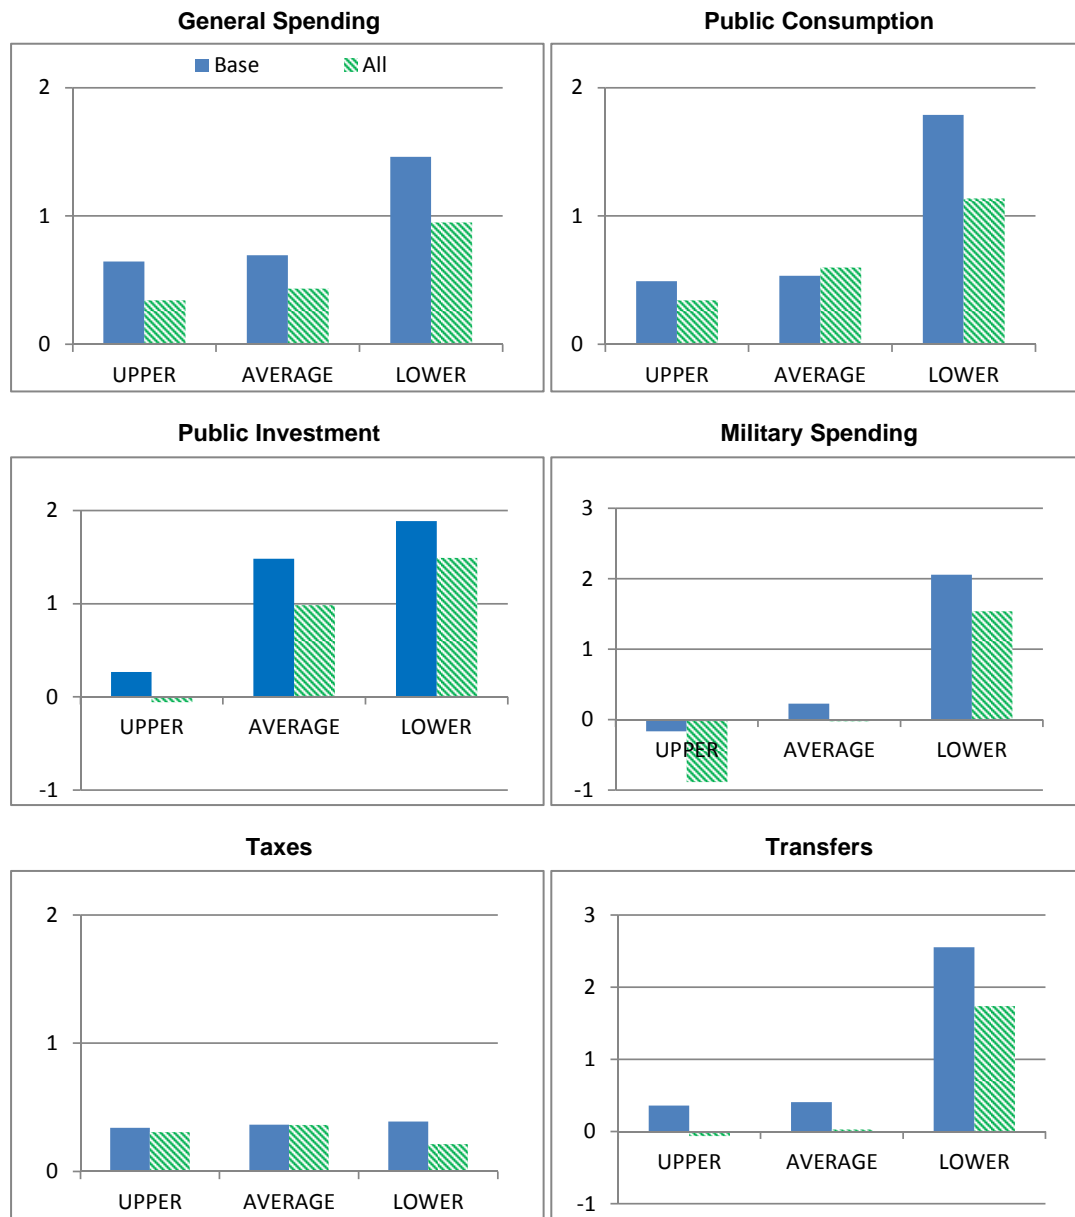 General Spending
Public Consumption
Base All
2
1
0
UPPER AVERAGE LOWER
2
1
0
UPPER AVERAGE LOWER
Public Investment
Military Spending
2
1
0
-1
UPPER AVERAGE LOWER
3
2
1
0
-1
UPPER AVERAGE LOWER
Taxes
Transfers
2
1
0
UPPER AVERAGE LOWER
3
2
1
0
-1
UPPER AVERAGE LOWER